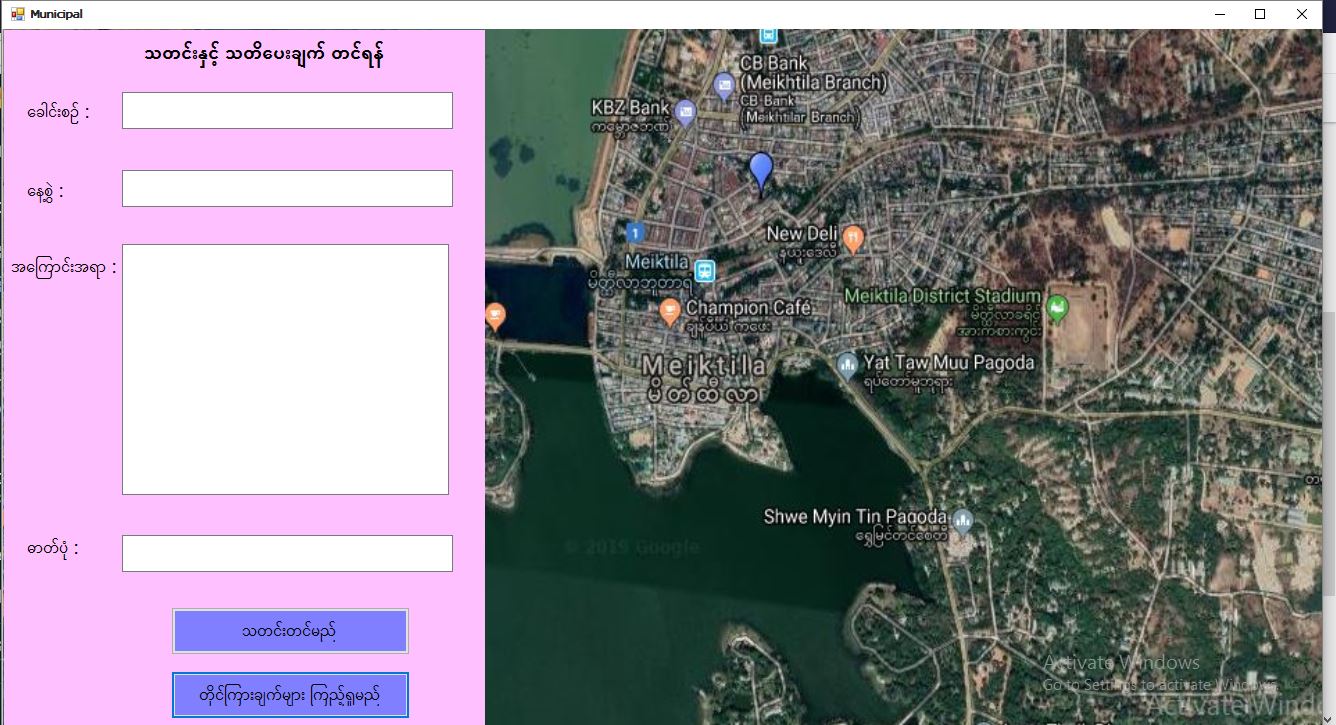 Municipal
သတင်းနှင့် သတိပေးချက် တင်ရန်
ခေါင်းစဉ် :
နေ့စွဲ :
အကြောင်းအရာ :
ဓာတ်ပုံ :
သတင်းတင်မည်
တိုင်ကြားချက်များ ကြည့်ရှုမည်
CB Bank
(Meikhtila Branch)
CB Bank
(Meikhtilar Branch)
KBZ Bank
ကမ္ဘောဇဘဏ်
1
New Deli
နယူးဒေလီ
Meiktila
မိတ္ထီလာဘူတာရုံ
Meiktila District Stadium
မိတ္ထီလာခရိုင်
အားကစားကွင်း
Champion Café
ချန်ပီယံ ကဖေး
Meiktila
မိတ်ထီလာ
Yat Taw Muu Pagoda
ရပ်တော်မူဘုရား
Shwe Myin Tin Pagoda
ရွှေမြင်တင်စေတီ
© 2019 Google
Activate Windows
Go to Settings to activate Windows.
Activate Wind